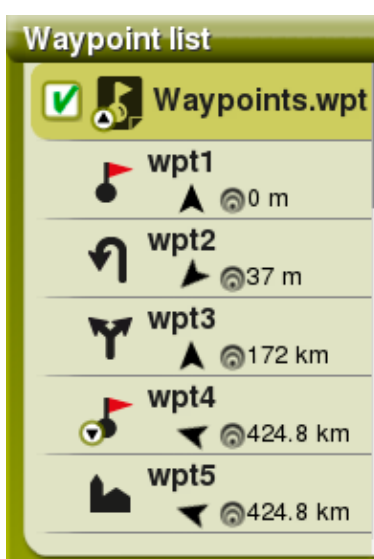 Waypoint list
Waypoints.wpt
wpt1
0 m
wpt2
37 m
wpt3
172 km
wpt4
424.8 km
wpt5
424.8 km